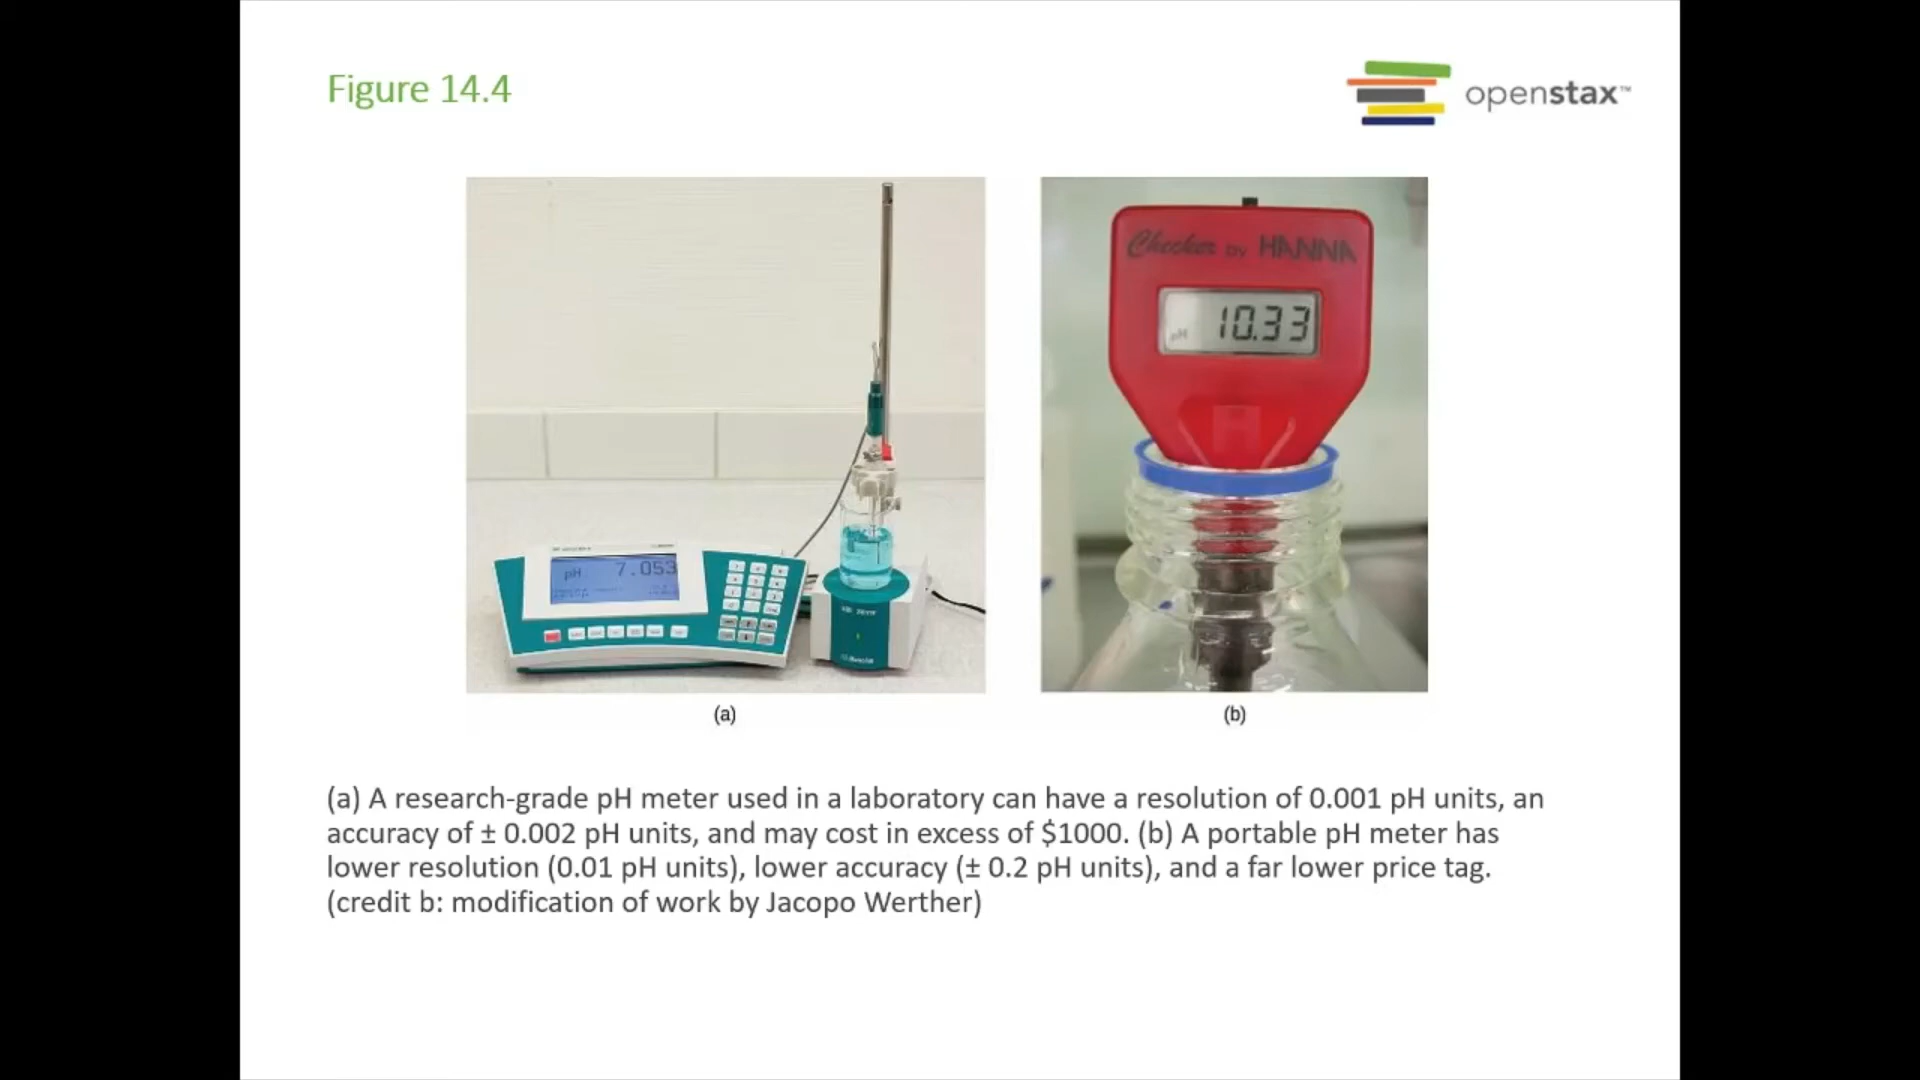 Figure 14.4
openstax™
Checker by HANNA
pH 10.33
pH 7.053
(a)
(b)
(a) A research-grade pH meter used in a laboratory can have a resolution of 0.001 pH units, an
accuracy of ± 0.002 pH units, and may cost in excess of $1000. (b) A portable pH meter has
lower resolution (0.01 pH units), lower accuracy (± 0.2 pH units), and a far lower price tag.
(credit b: modification of work by Jacopo Werther)